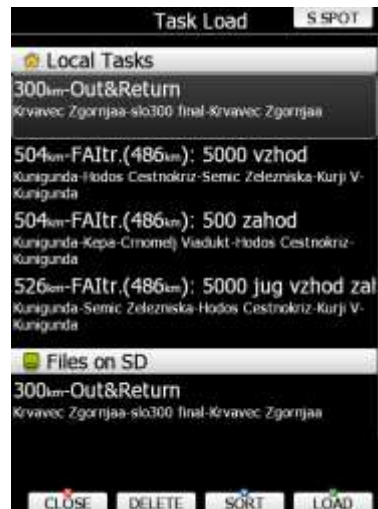 Task Load
S SPOT
Local Tasks
300km-Out&Return
Krvavec Zgornjaa-slo300 final-Krvavec Zgornjaa
504km-FAItr.(486km): 5000 vzhod
Kunigunda-Hodos Cestnokriz-Semic Zelezniska-Kurji V-
Kunigunda
504km-FAItr.(486km): 500 zahod
Kunigunda-Kepa-Crnomelj Viadukt-Hodos Cestnokriz-
Kunigunda
526km-FAItr.(486km): 5000 jug vzhod zal
Kunigunda-Semic Zelezniska-Hodos Cestnokriz-Kurji V-
Kunigunda
Files on SD
300km-Out&Return
Krvavec Zgornjaa-slo300 final-Krvavec Zgornjaa
CLOSE DELETE SORT LOAD